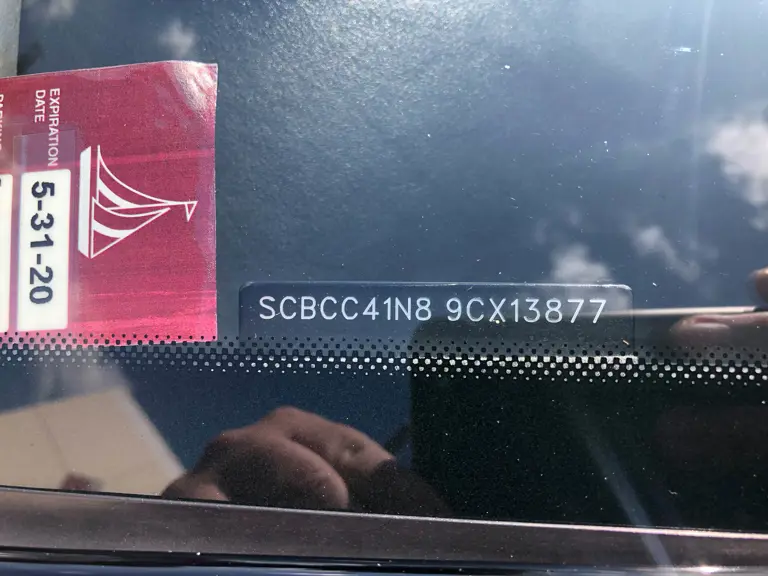 EXPIRATION
DATE
5-31-20
SCBCC41N8 9CX13877